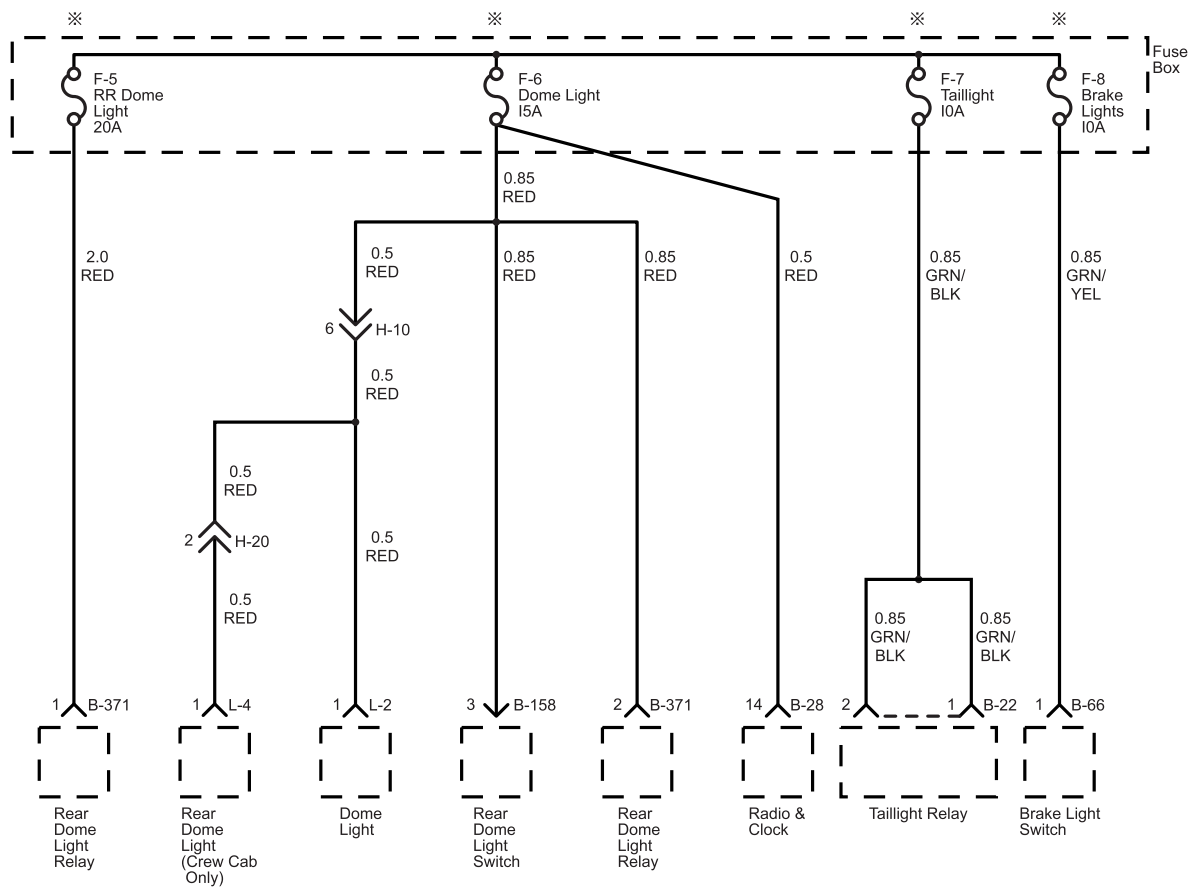 ※ ※ ※ ※
Fuse
Box
F-5
RR Dome
Light
20A
F-6
Dome Light
I5A
F-7
Taillight
I0A
F-8
Brake
Lights
I0A
0.85
RED
2.0
RED
0.5
RED
0.85
RED
0.85
RED
0.5
RED
0.85
GRN/
BLK
0.85
GRN/
YEL
6 H-10
0.5
RED
0.5
RED
2 H-20
0.5
RED
0.5
RED
0.85
GRN/
BLK
0.85
GRN/
BLK
1 B-371
1 L-4
1 L-2
3 B-158
2 B-371
14 B-28
2
1 B-22
1 B-66
Rear
Dome
Light
Relay
Rear
Dome
Light
(Crew Cab
Only)
Dome
Light
Rear
Dome
Light
Switch
Rear
Dome
Light
Relay
Radio &
Clock
Taillight Relay
Brake Light
Switch